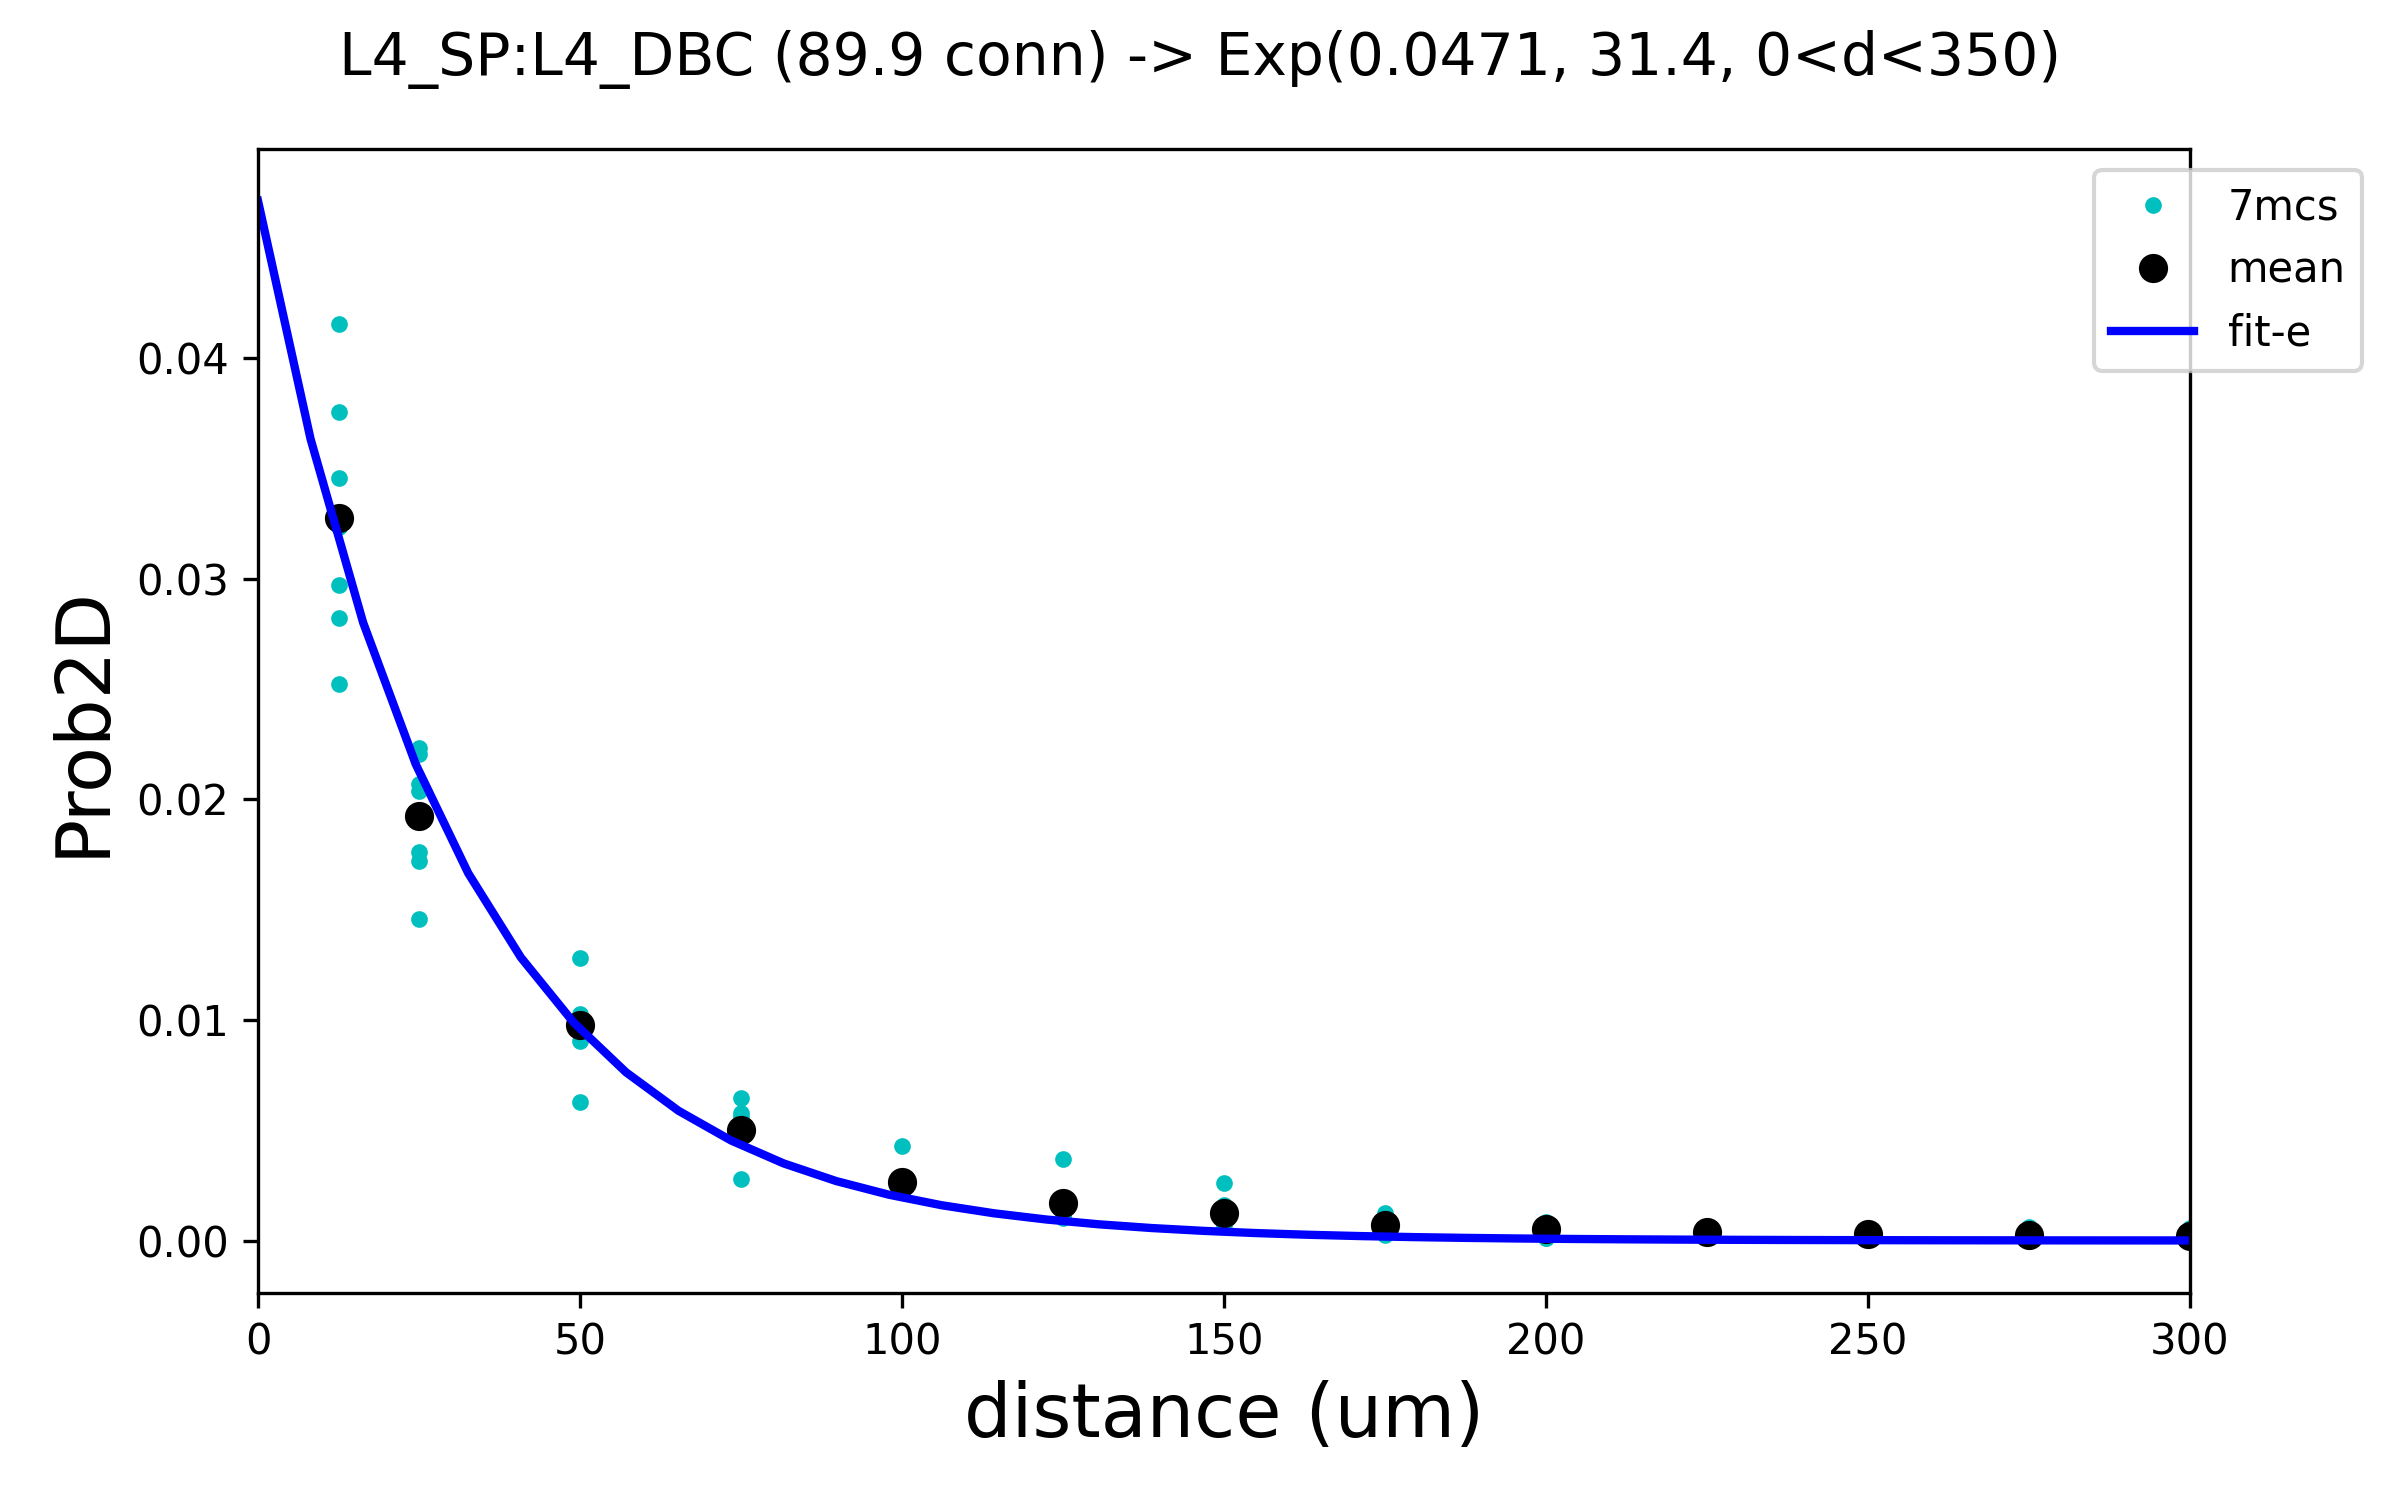 L4_SP:L4_DBC (89.9 conn) -> Exp(0.0471, 31.4, 0<d<350)
7mcs
mean
fit-e
0.04
0.03
0.02
0.01
0.00
Prob2D
0 50 100 150 200 250 300
distance (um)